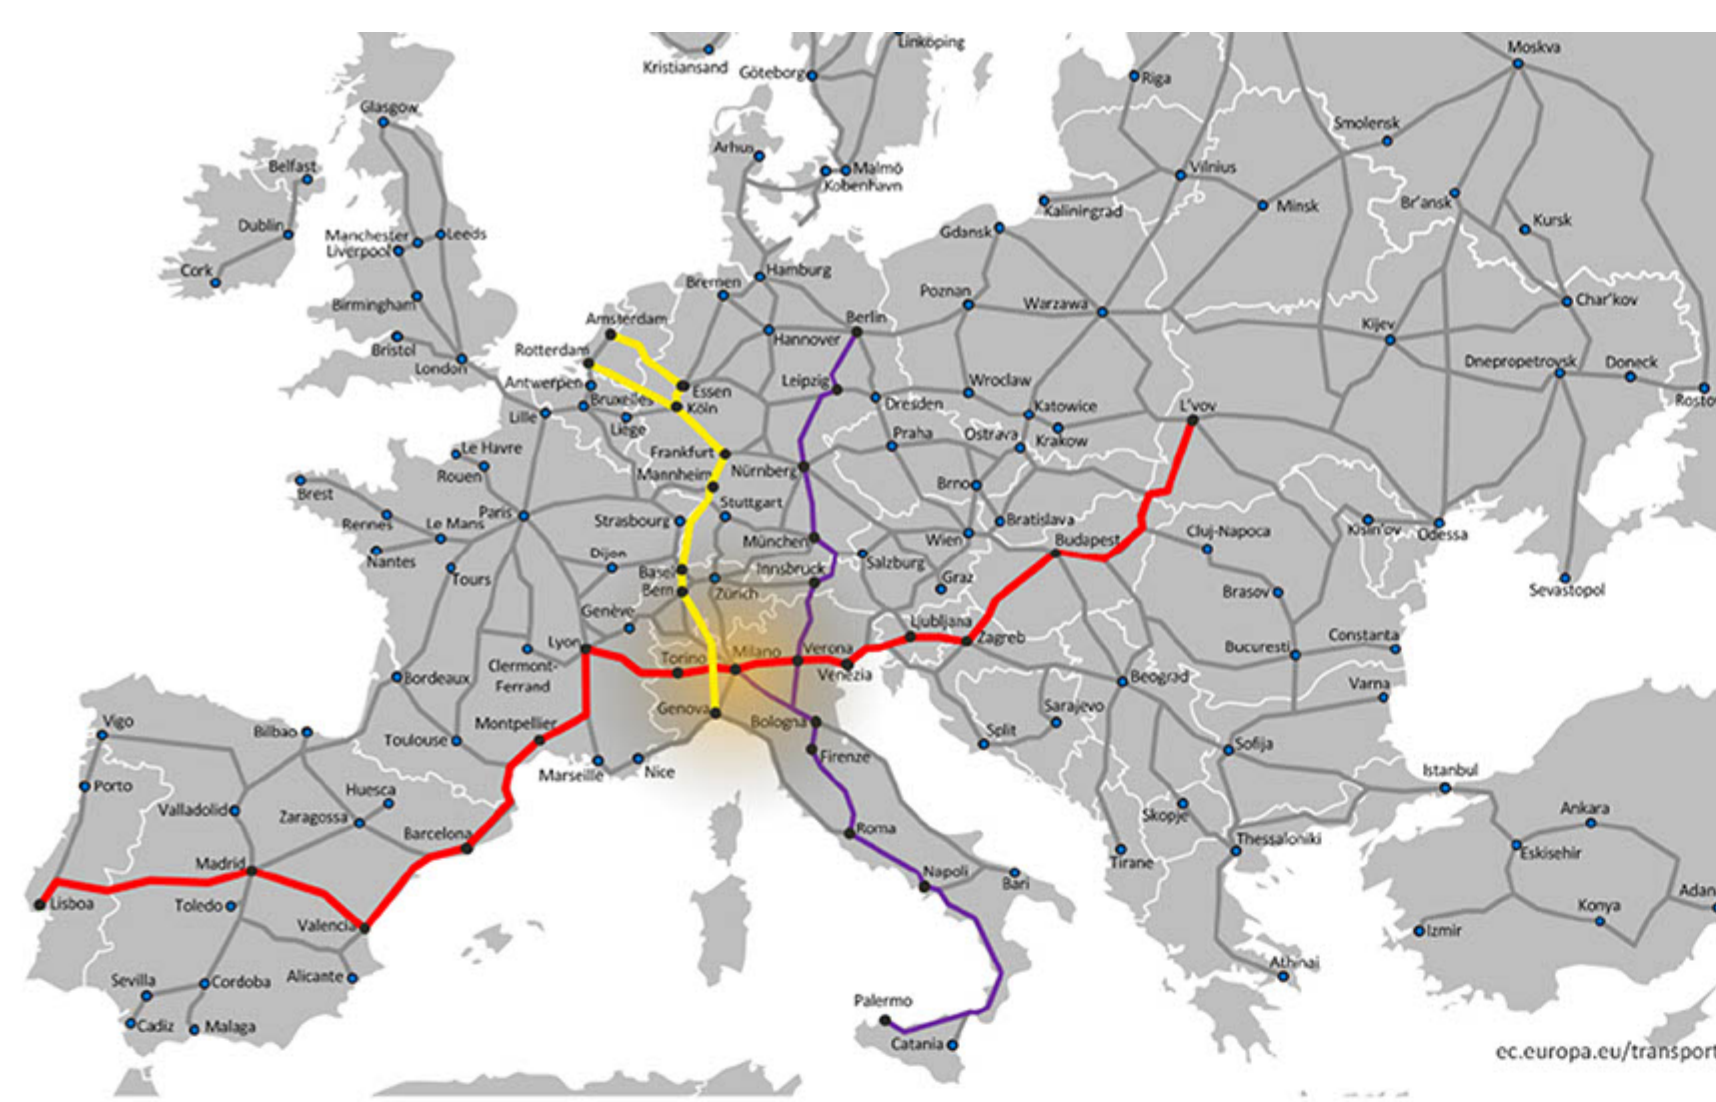 Linkoping
Moskva
Kristiansand
Göteborg
Riga
Glasgow
Smolensk
Arhus
Malmö
Kobenhavn
Belfast
Vilnius
Kaliningrad
Minsk
Br'ansk
Kursk
Dublin
Manchester
Liverpool
Leeds
Gdansk
Cork
Hamburg
Bremen
Birmingham
Poznan
Warzawa
Char'kov
Amsterdam
Berlin
Kijev
Bristol
Rotterdam
Hannover
London
Dnepropetrovsk
Doneck
Antwerpen
Essen
Leipzig
Wroclaw
Rosto
Bruxelles
Köln
Dresden
Katowice
L'vov
Lille
Liège
Praha
Ostrava
Krakow
Le Havre
Frankfurt
Rouen
Mannheim
Nürnberg
Brno
Brest
Stuttgart
Rennes
Le Mans
Paris
Strasbourg
Bratislava
Kisin'ov
Odessa
Nantes
München
Wien
Budapest
Cluj-Napoca
Dijon
Salzburg
Tours
Basel
Innsbruck
Graz
Bern
Zürich
Brasov
Sevastopol
Genève
Ljubljana
Lyon
Zagreb
Bucuresti
Constanta
Clermont-
Ferrand
Torino
Milano
Verona
Venezia
Bordeaux
Beograd
Varna
Vigo
Genova
Bologna
Sarajevo
Bilbao
Montpellier
Split
Toulouse
Sofija
Firenze
Marseille
Nice
Istanbul
Porto
Huesca
Valladolid
Zaragossa
Skopje
Ankara
Barcelona
Roma
Thessaloniki
Eskisehir
Madrid
Tirane
Napoli
Bari
Adan
Lisboa
Toledo
Konya
Valencia
Izmir
Athinai
Sevilla
Cordoba
Alicante
Palermo
Cadiz
Malaga
Catania
ec.europa.eu/transport